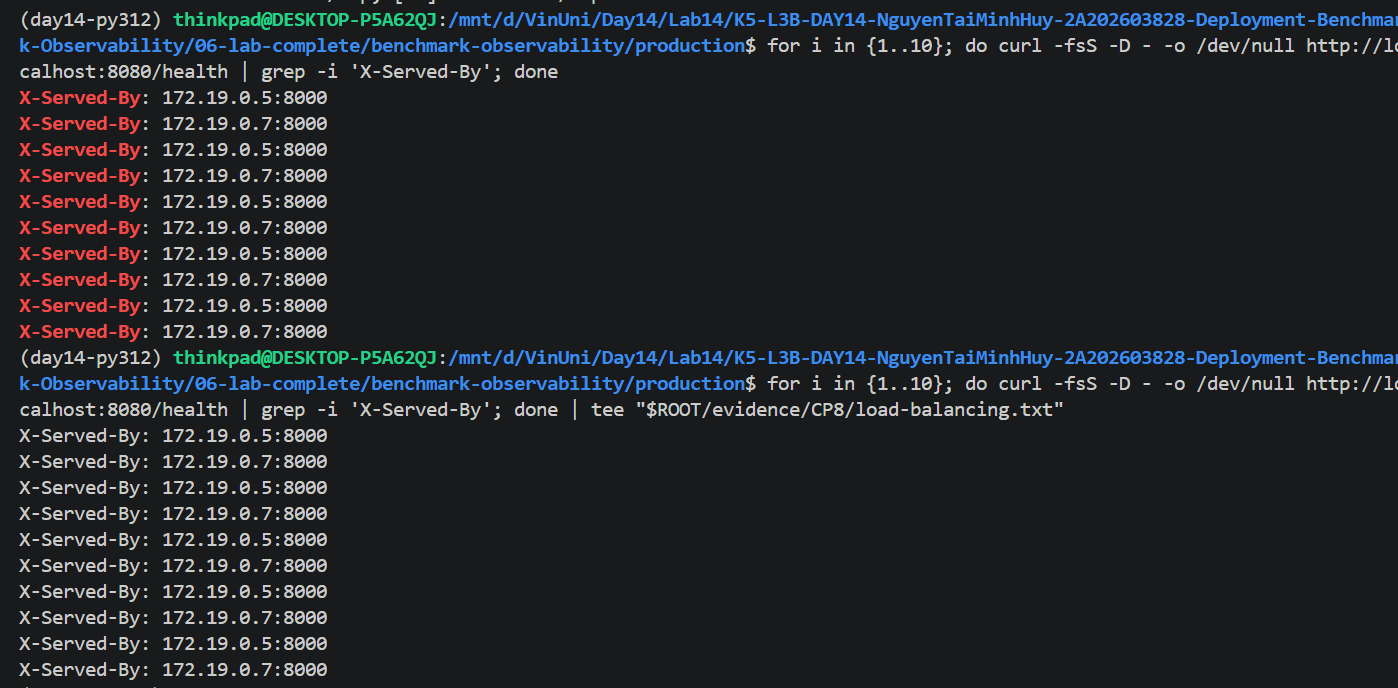 (day14-py312) thinkpad@DESKTOP-P5A62QJ:/mnt/d/VinUni/Day14/Lab14/K5-L3B-DAY14-NguyenTaiMinhHuy-2A202603828-Deployment-Benchmar
k-Observability/06-lab-complete/benchmark-observability/production$ for i in {1..10}; do curl -fsS -D - -o /dev/null http://lo
calhost:8080/health | grep -i 'X-Served-By'; done
X-Served-By: 172.19.0.5:8000
X-Served-By: 172.19.0.7:8000
X-Served-By: 172.19.0.5:8000
X-Served-By: 172.19.0.7:8000
X-Served-By: 172.19.0.5:8000
X-Served-By: 172.19.0.7:8000
X-Served-By: 172.19.0.5:8000
X-Served-By: 172.19.0.7:8000
X-Served-By: 172.19.0.5:8000
X-Served-By: 172.19.0.7:8000
(day14-py312) thinkpad@DESKTOP-P5A62QJ:/mnt/d/VinUni/Day14/Lab14/K5-L3B-DAY14-NguyenTaiMinhHuy-2A202603828-Deployment-Benchmar
k-Observability/06-lab-complete/benchmark-observability/production$ for i in {1..10}; do curl -fsS -D - -o /dev/null http://lo
calhost:8080/health | grep -i 'X-Served-By'; done | tee "$ROOT/evidence/CP8/load-balancing.txt"
X-Served-By: 172.19.0.5:8000
X-Served-By: 172.19.0.7:8000
X-Served-By: 172.19.0.5:8000
X-Served-By: 172.19.0.7:8000
X-Served-By: 172.19.0.5:8000
X-Served-By: 172.19.0.7:8000
X-Served-By: 172.19.0.5:8000
X-Served-By: 172.19.0.7:8000
X-Served-By: 172.19.0.5:8000
X-Served-By: 172.19.0.7:8000